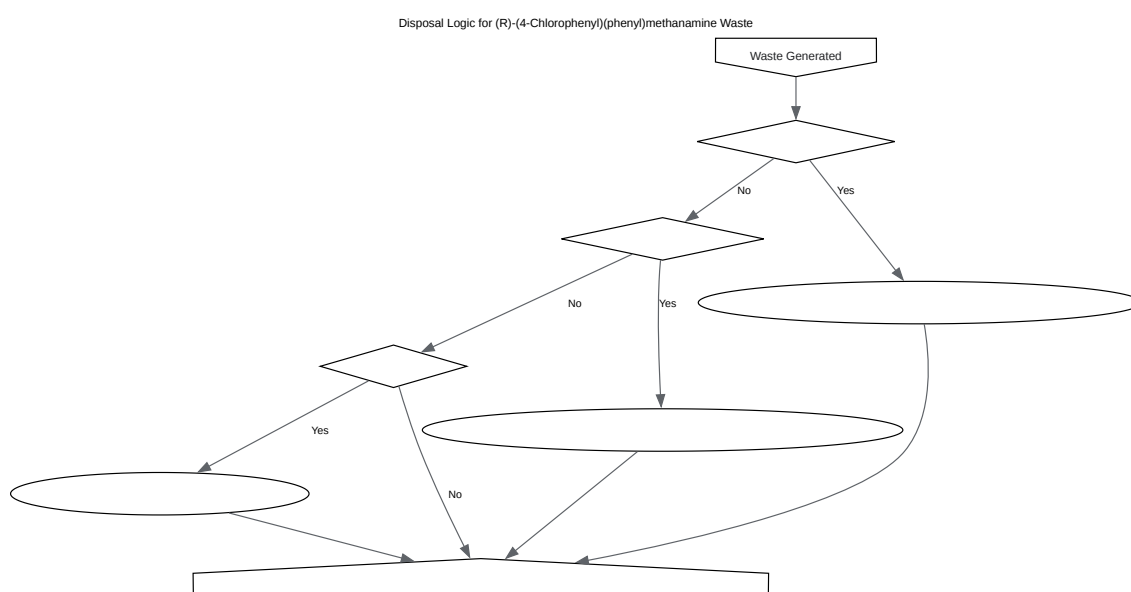 Disposal Logic for (R)-(4-Chlorophenyl)(phenyl)methanamine Waste
Waste Generated
No
Yes
No
Yes
Yes
No